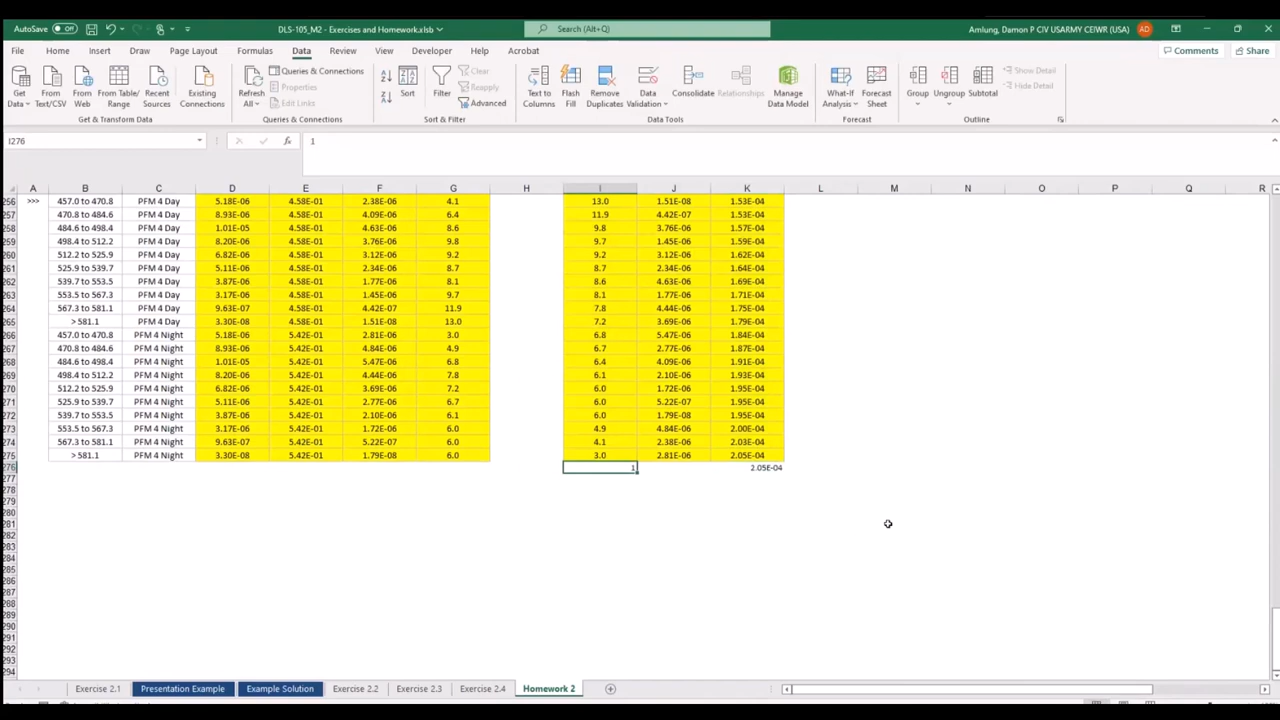 AutoSave Off DLS-105_M2 - Exercises and Homework.xlsb Search (Alt+Q) Amlung, Damon P CIV USARMY CEIWR (USA) AD
File Home Insert Draw Page Layout Formulas Data Review View Developer Help Acrobat Comments Share
Get Data From Text/CSV From Web From Table/Range Recent Sources Existing Connections Refresh All Queries & Connections Properties Edit Links Sort Filter Clear Reapply Advanced Text to Columns Flash Fill Remove Duplicates Data Validation Consolidate Relationships Manage Data Model What-If Analysis Forecast Sheet Group Ungroup Subtotal Show Detail Hide Detail
Get & Transform Data Queries & Connections Sort & Filter Data Tools Forecast Outline
I276 fx 1
A B C D E F G H I J K L M N O P Q R
256 >>> 457.0 to 470.8 PFM 4 Day 5.18E-06 4.58E-01 2.38E-06 4.1 13.0 1.51E-08 1.53E-04
257 470.8 to 484.6 PFM 4 Day 8.93E-06 4.58E-01 4.09E-06 6.4 11.9 4.42E-07 1.53E-04
258 484.6 to 498.4 PFM 4 Day 1.01E-05 4.58E-01 4.63E-06 8.6 9.8 3.76E-06 1.57E-04
259 498.4 to 512.2 PFM 4 Day 8.20E-06 4.58E-01 3.76E-06 9.8 9.7 1.45E-06 1.59E-04
260 512.2 to 525.9 PFM 4 Day 6.82E-06 4.58E-01 3.12E-06 9.2 9.2 3.12E-06 1.62E-04
261 525.9 to 539.7 PFM 4 Day 5.11E-06 4.58E-01 2.34E-06 8.7 8.7 2.34E-06 1.64E-04
262 539.7 to 553.5 PFM 4 Day 3.87E-06 4.58E-01 1.77E-06 8.1 8.6 4.63E-06 1.69E-04
263 553.5 to 567.3 PFM 4 Day 3.17E-06 4.58E-01 1.45E-06 9.7 8.1 1.77E-06 1.71E-04
264 567.3 to 581.1 PFM 4 Day 9.63E-07 4.58E-01 4.42E-07 11.9 7.8 4.44E-06 1.75E-04
265 > 581.1 PFM 4 Day 3.30E-08 4.58E-01 1.51E-08 13.0 7.2 3.69E-06 1.79E-04
266 457.0 to 470.8 PFM 4 Night 5.18E-06 5.42E-01 2.81E-06 3.0 6.8 5.47E-06 1.84E-04
267 470.8 to 484.6 PFM 4 Night 8.93E-06 5.42E-01 4.84E-06 4.9 6.7 2.77E-06 1.87E-04
268 484.6 to 498.4 PFM 4 Night 1.01E-05 5.42E-01 5.47E-06 6.8 6.4 4.09E-06 1.91E-04
269 498.4 to 512.2 PFM 4 Night 8.20E-06 5.42E-01 4.44E-06 7.8 6.1 2.10E-06 1.93E-04
270 512.2 to 525.9 PFM 4 Night 6.82E-06 5.42E-01 3.69E-06 7.2 6.0 1.72E-06 1.95E-04
271 525.9 to 539.7 PFM 4 Night 5.11E-06 5.42E-01 2.77E-06 6.7 6.0 5.22E-07 1.95E-04
272 539.7 to 553.5 PFM 4 Night 3.87E-06 5.42E-01 2.10E-06 6.1 6.0 1.79E-08 1.95E-04
273 553.5 to 567.3 PFM 4 Night 3.17E-06 5.42E-01 1.72E-06 6.0 4.9 4.84E-06 2.00E-04
274 567.3 to 581.1 PFM 4 Night 9.63E-07 5.42E-01 5.22E-07 6.0 4.1 2.38E-06 2.03E-04
275 > 581.1 PFM 4 Night 3.30E-08 5.42E-01 1.79E-08 6.0 3.0 2.81E-06 2.05E-04
276 1 2.05E-04
277
278
279
280
281
282
283
284
285
286
287
288
289
290
291
292
293
294
Exercise 2.1 Presentation Example Example Solution Exercise 2.2 Exercise 2.3 Exercise 2.4 Homework 2